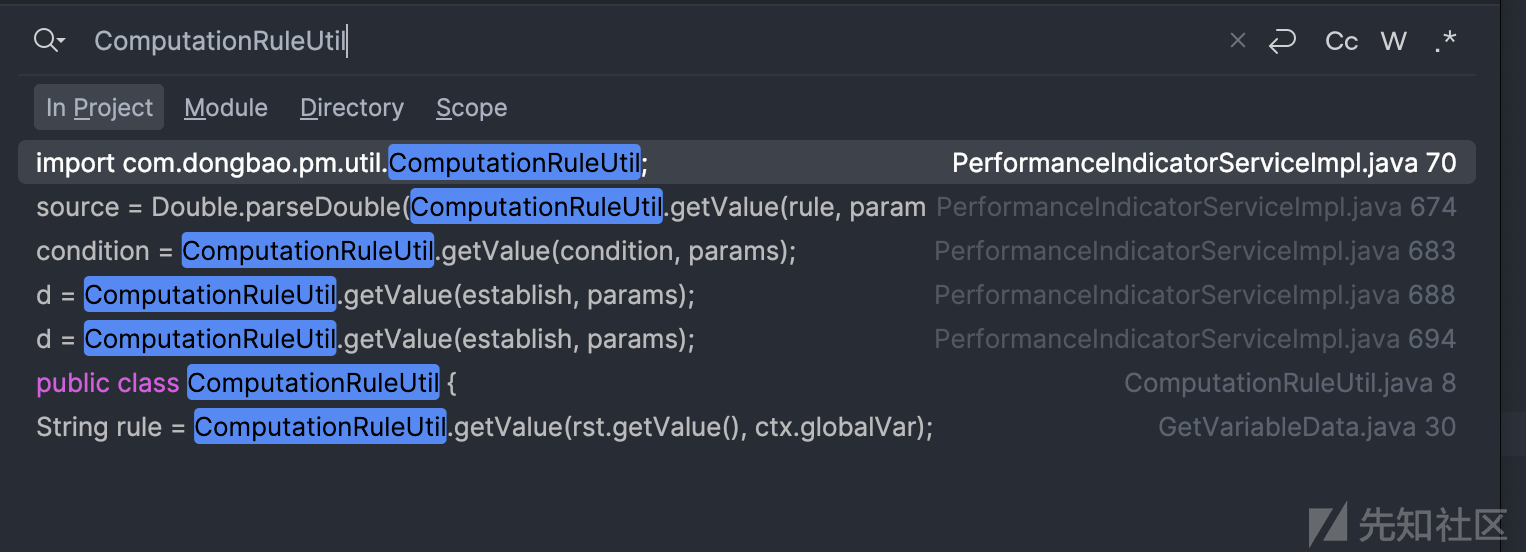 ComputationRuleUtil
Cc W .*
In Project Module Directory Scope
import com.dongbao.pm.util.ComputationRuleUtil; PerformanceIndicatorServiceImpl.java 70
source = Double.parseDouble(ComputationRuleUtil.getValue(rule, param PerformanceIndicatorServiceImpl.java 674
condition = ComputationRuleUtil.getValue(condition, params); PerformanceIndicatorServiceImpl.java 683
d = ComputationRuleUtil.getValue(establish, params); PerformanceIndicatorServiceImpl.java 688
d = ComputationRuleUtil.getValue(establish, params); PerformanceIndicatorServiceImpl.java 694
public class ComputationRuleUtil { ComputationRuleUtil.java 8
String rule = ComputationRuleUtil.getValue(rst.getValue(), ctx.globalVar); GetVariableData.java 30
先知社区